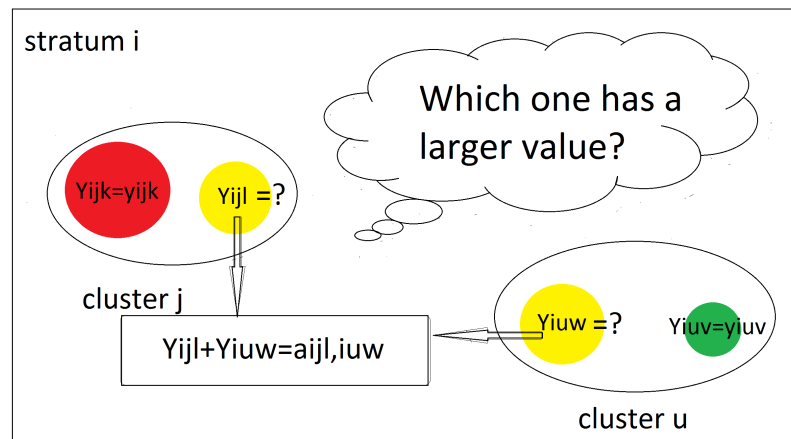 stratum i
Which one has a
larger value?
Yijk=yijk
Yijl =?
cluster j
Yijl+Yiuw=aijl,iuw
Yiuw =?
Yiuv=yiuv
cluster u